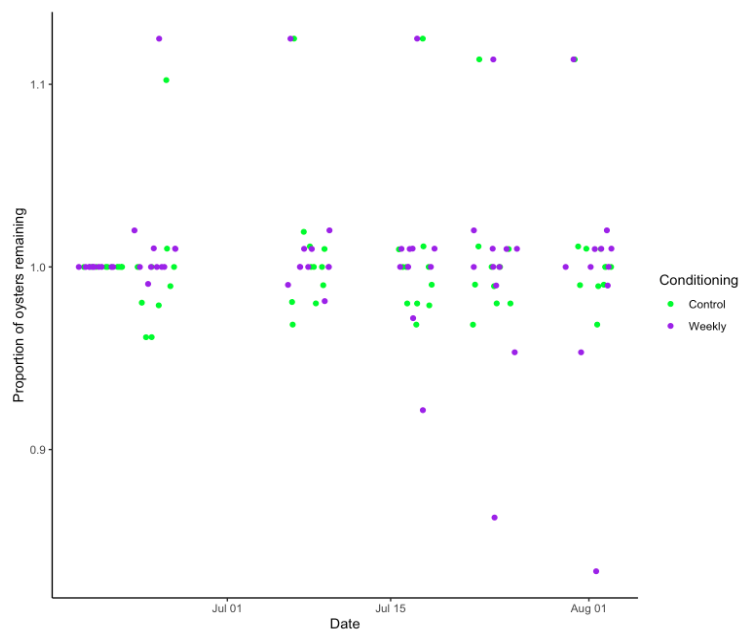 1.1
1.0
0.9
Proportion of oysters remaining
Jul 01
Jul 15
Aug 01
Date
Conditioning
Control
Weekly